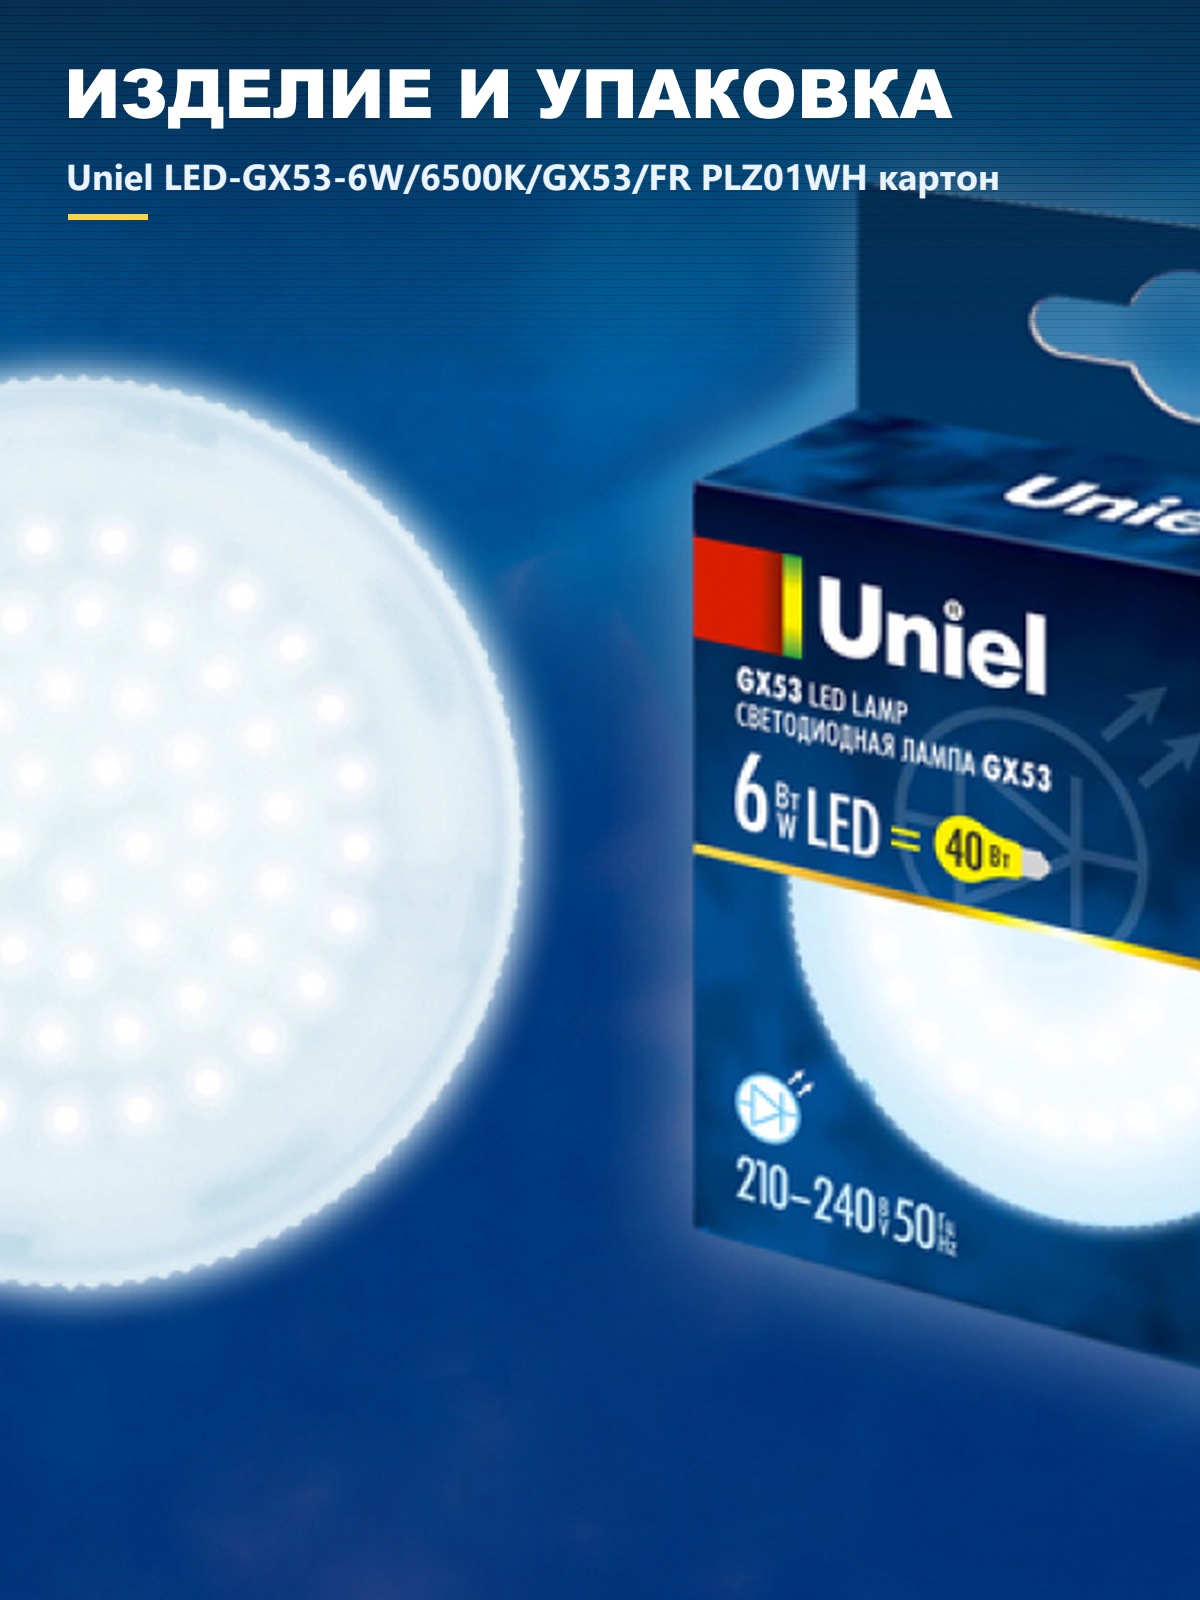 ИЗДЕЛИЕ И УПАКОВКА
Uniel LED-GX53-6W/6500K/GX53/FR PLZ01WH картон
Uniel
GX53 LED LAMP
СВЕТОДИОДНАЯ ЛАМПА GX53
6 Вт W LED = 40 Вт
210–240 В V 50 Гц Hz